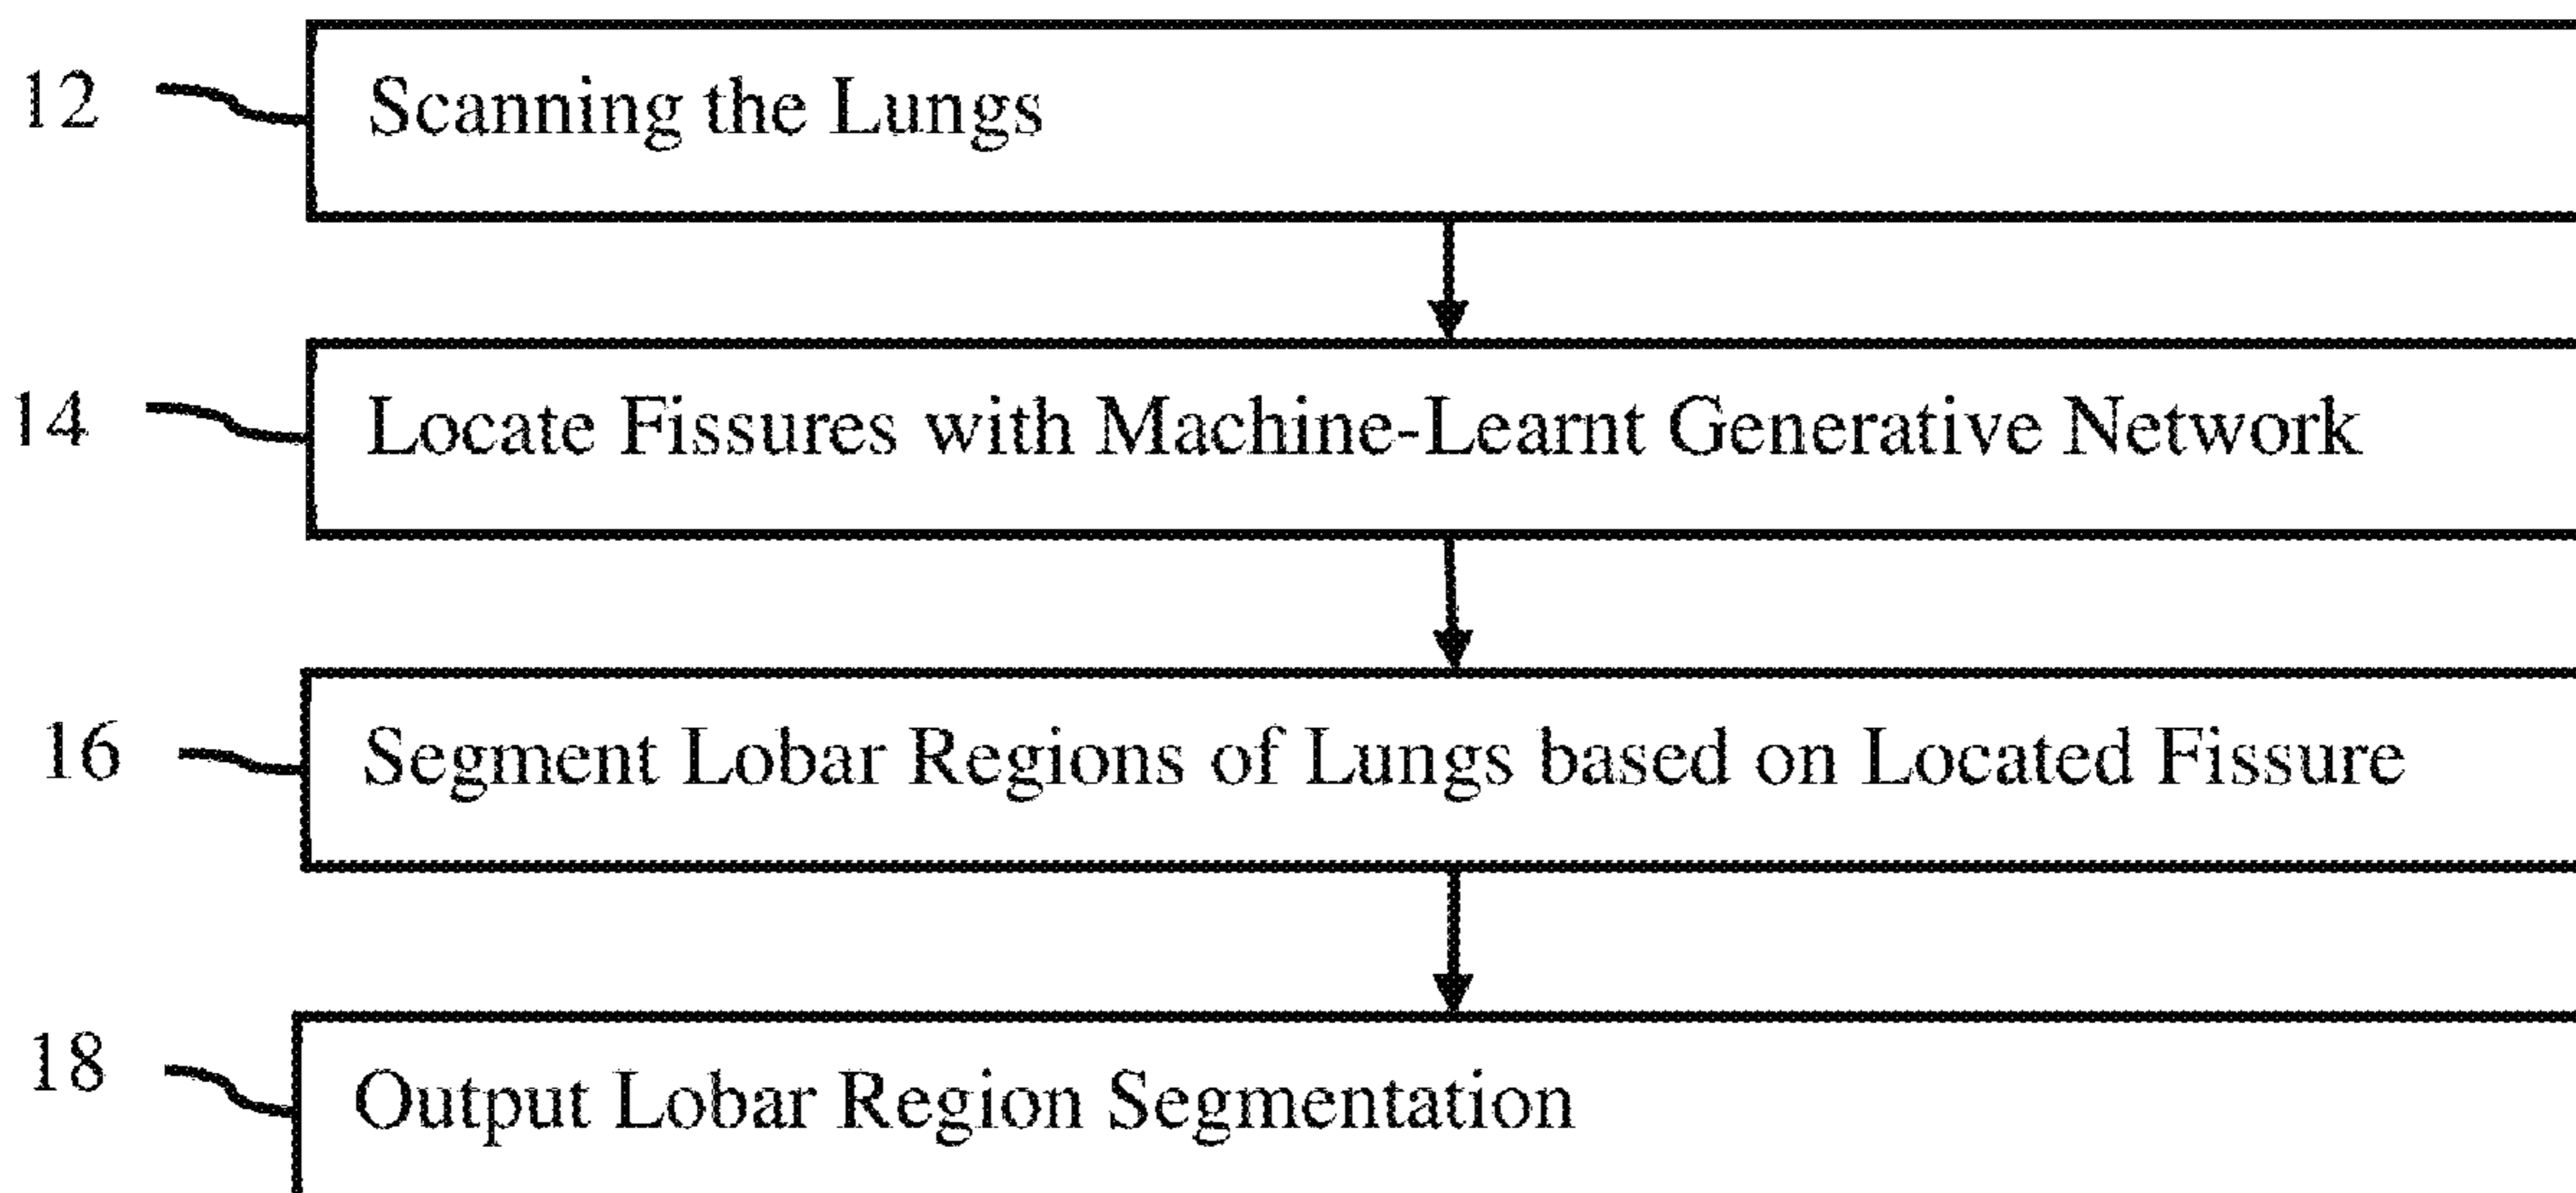 12 Scanning the Lungs
14 Locate Fissures with Machine-Learnt Generative Network
16 Segment Lobar Regions of Lungs based on Located Fissure
18 Output Lobar Region Segmentation